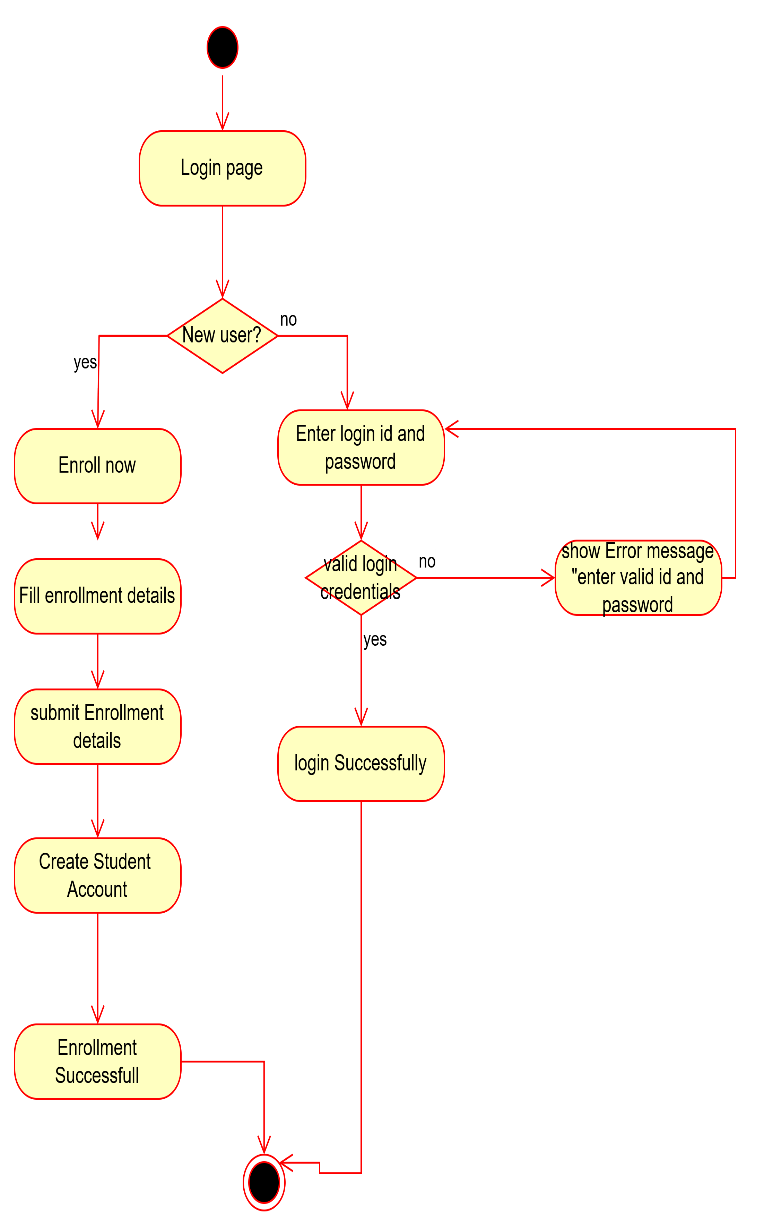 Login page
New user?
no
yes
Enter login id and
password
Enroll now
valid login
credentials
no
show Error message
"enter valid id and
password
Fill enrollment details
yes
submit Enrollment
details
login Successfully
Create Student
Account
Enrollment
Successfull